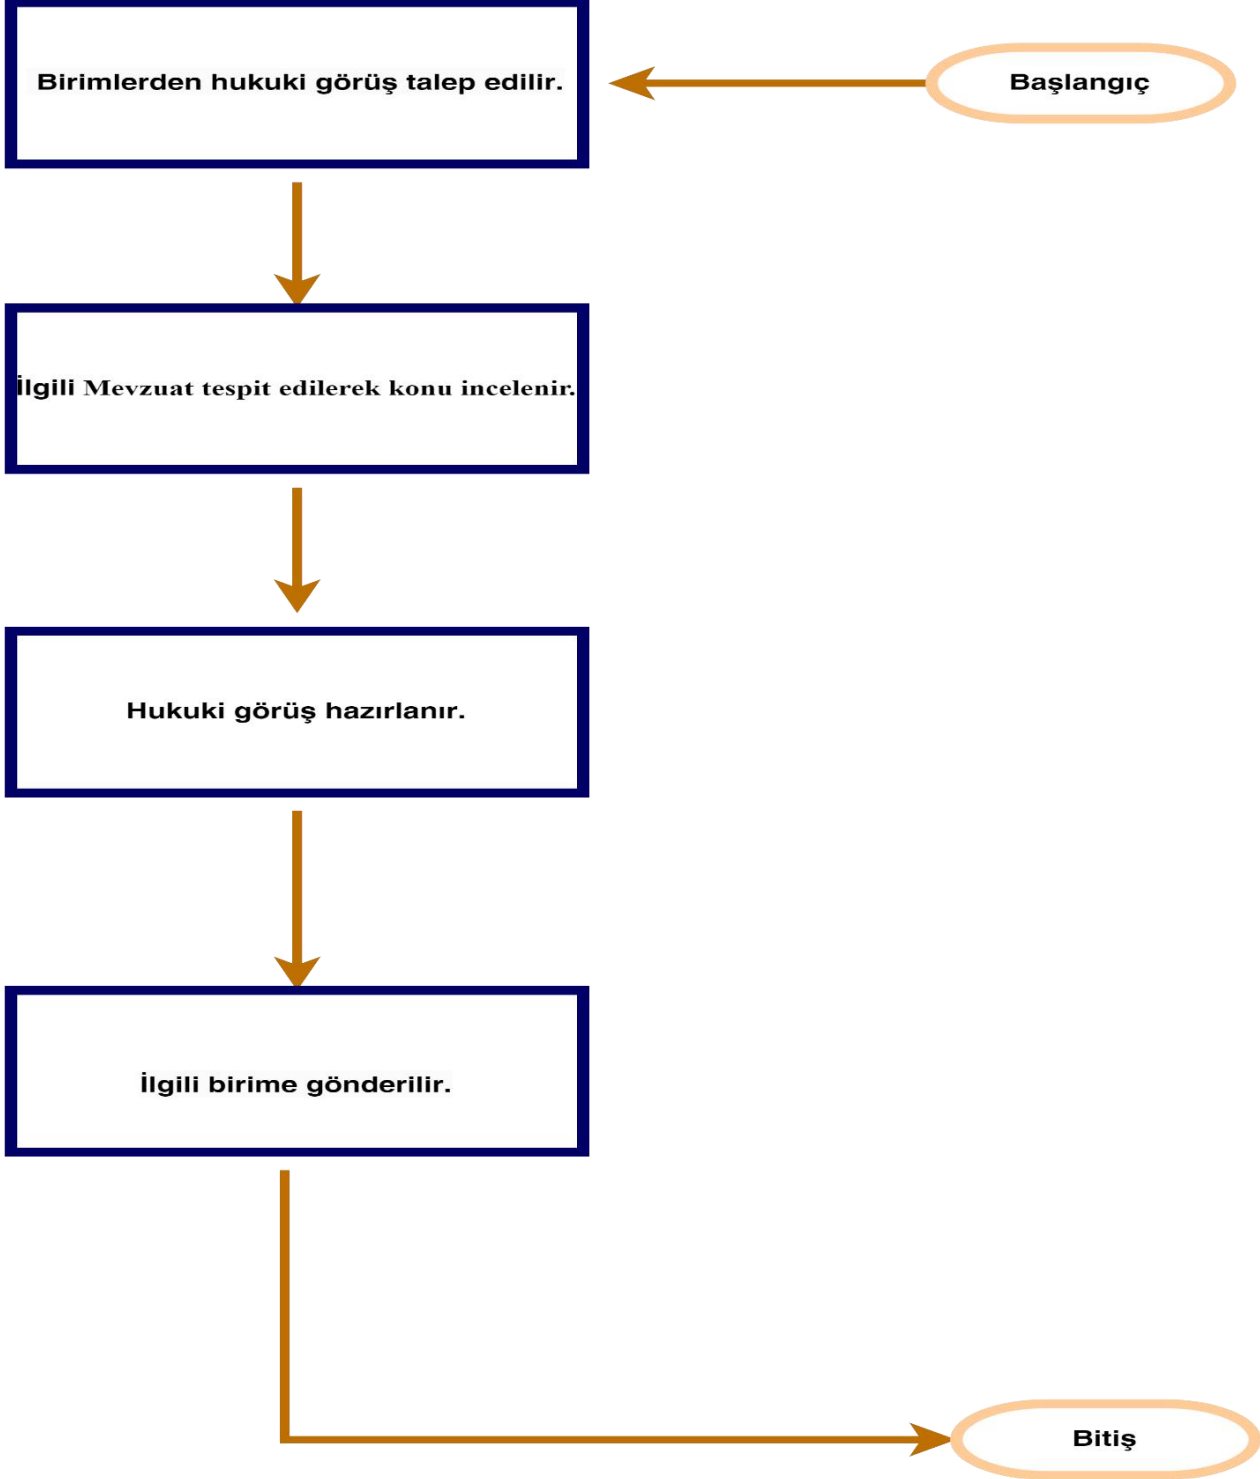 Başlangıç
Birimlerden hukuki görüş talep edilir.
İlgili Mevzuat tespit edilerek konu incelenir.
Hukuki görüş hazırlanır.
İlgili birime gönderilir.
Bitiş